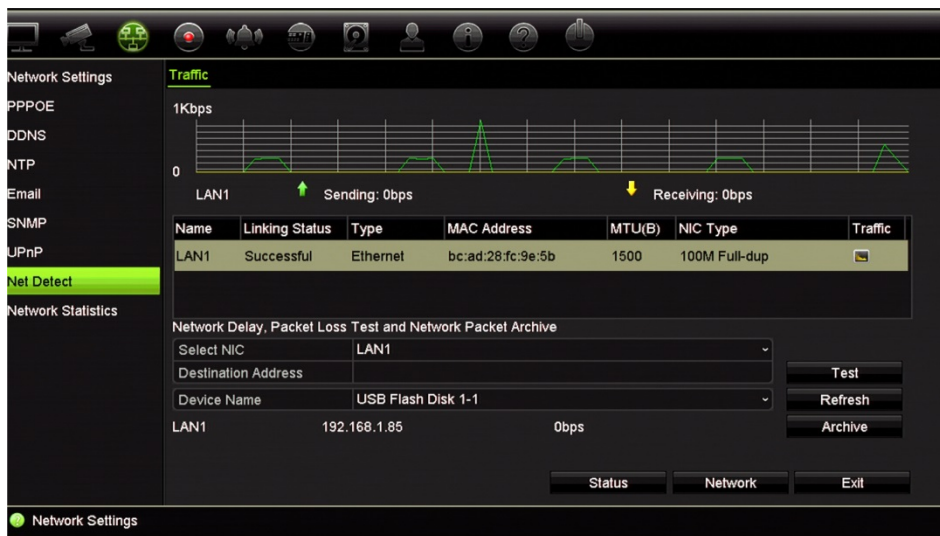 Network Settings
PPPOE
DDNS
NTP
Email
SNMP
UPnP
Net Detect
Network Statistics
Traffic
1Kbps
0
LAN1 Sending: 0bps Receiving: 0bps
Name Linking Status Type MAC Address MTU(B) NIC Type Traffic
LAN1 Successful Ethernet bc:ad:28:fc:9e:5b 1500 100M Full-dup
Network Delay, Packet Loss Test and Network Packet Archive
Select NIC LAN1
Destination Address Test
Device Name USB Flash Disk 1-1 Refresh
LAN1 192.168.1.85 0bps Archive
Status Network Exit
Network Settings